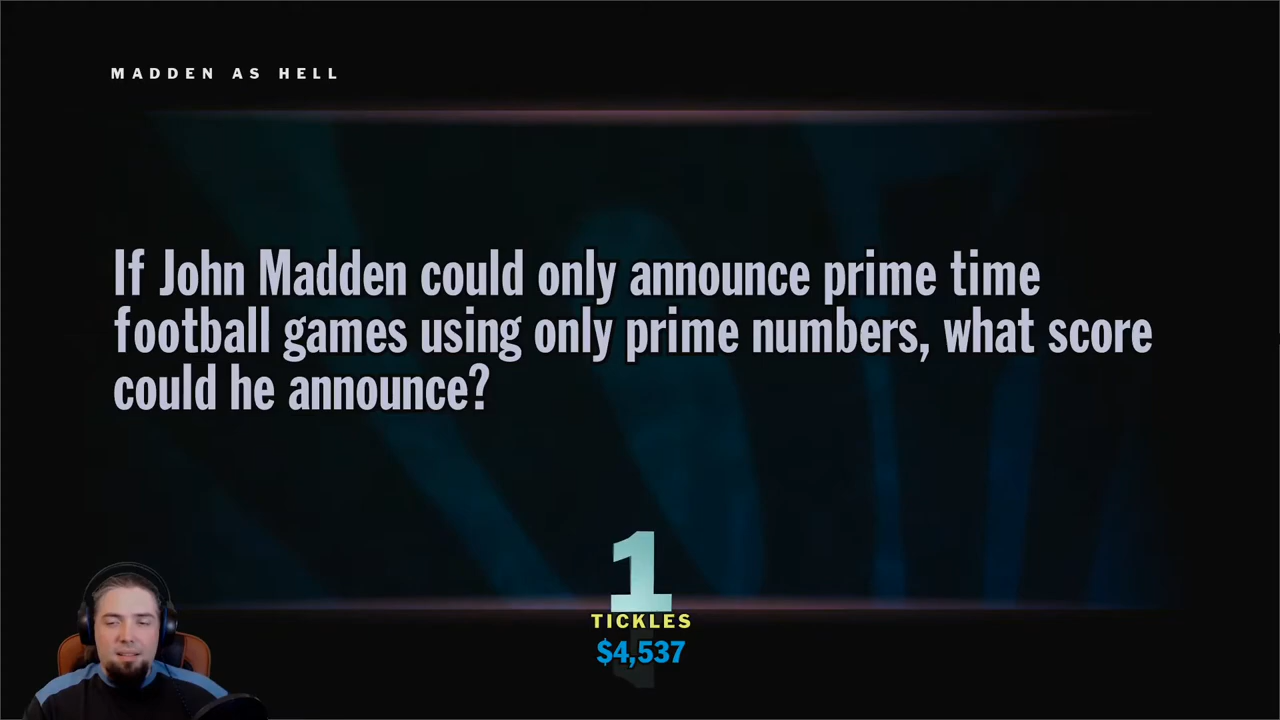 MADDEN AS HELL
If John Madden could only announce prime time
football games using only prime numbers, what score
could he announce?
1
TICKLES
$4,537